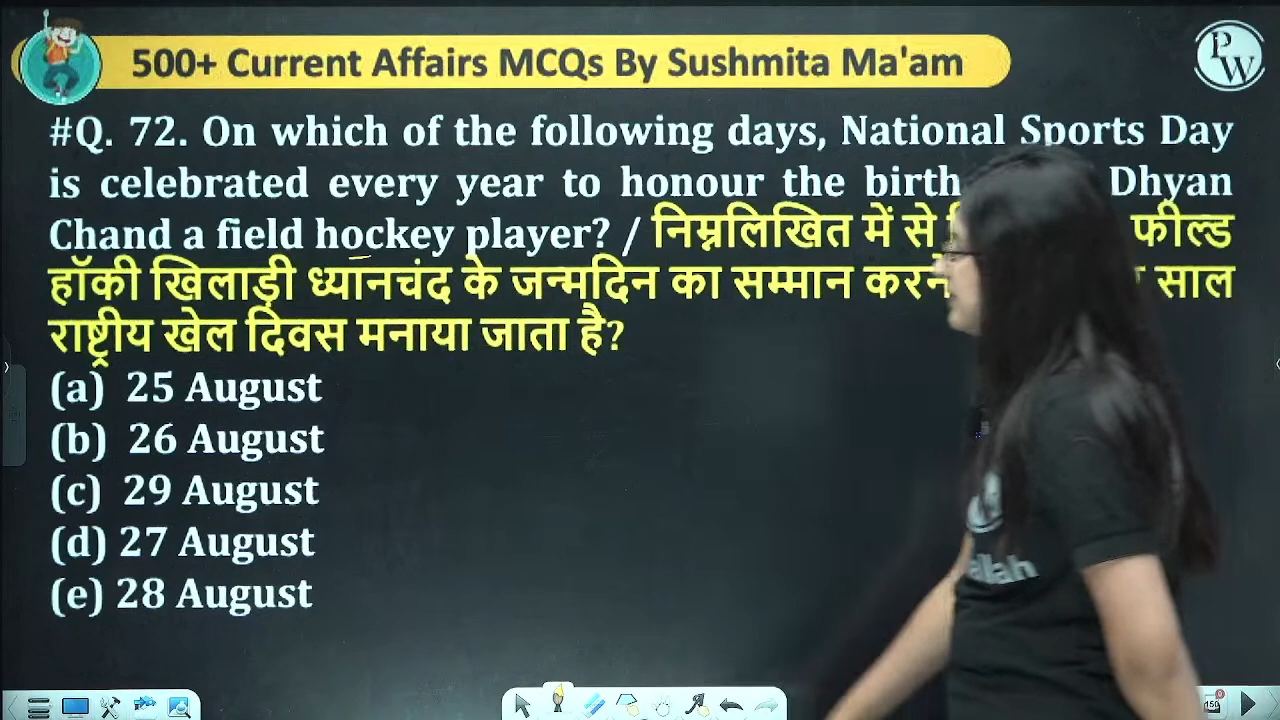 500+ Current Affairs MCQs By Sushmita Ma'am
PW
#Q. 72. On which of the following days, National Sports Day
is celebrated every year to honour the birth Dhyan
Chand a field hockey player? / निम्नलिखित में से फील्ड
हॉकी खिलाड़ी ध्यानचंद के जन्मदिन का सम्मान करने साल
राष्ट्रीय खेल दिवस मनाया जाता है?
(a) 25 August
(b) 26 August
(c) 29 August
(d) 27 August
(e) 28 August